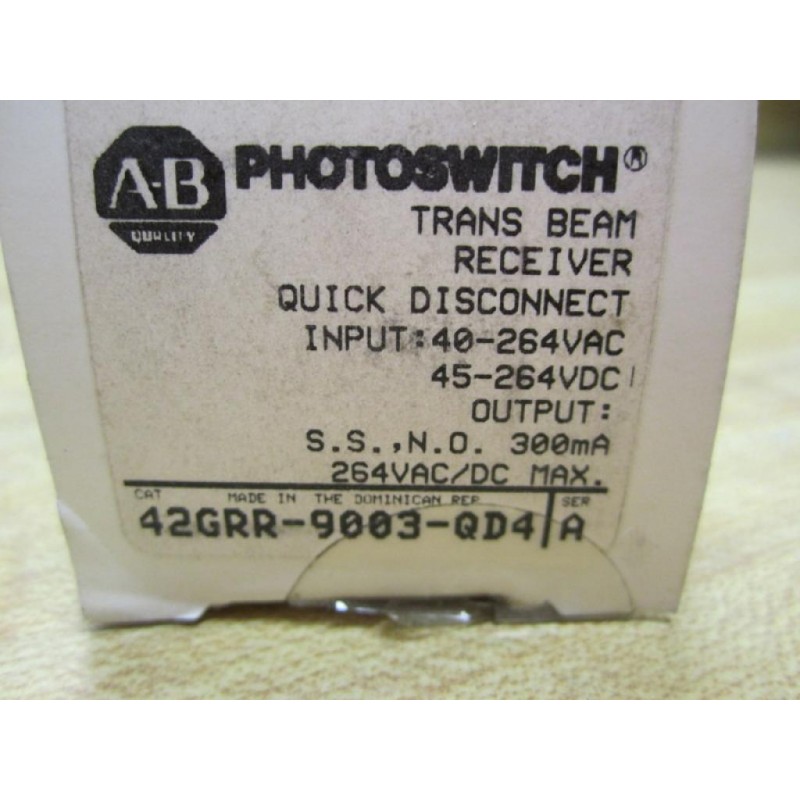 A-B
QUALITY
PHOTOSWITCH®
TRANS BEAM
RECEIVER
QUICK DISCONNECT
INPUT:40-264VAC
45-264VDC
OUTPUT:
S.S.,N.O. 300mA
264VAC/DC MAX.
CAT MADE IN THE DOMINICAN REP SER
42GRR-9003-QD4 A